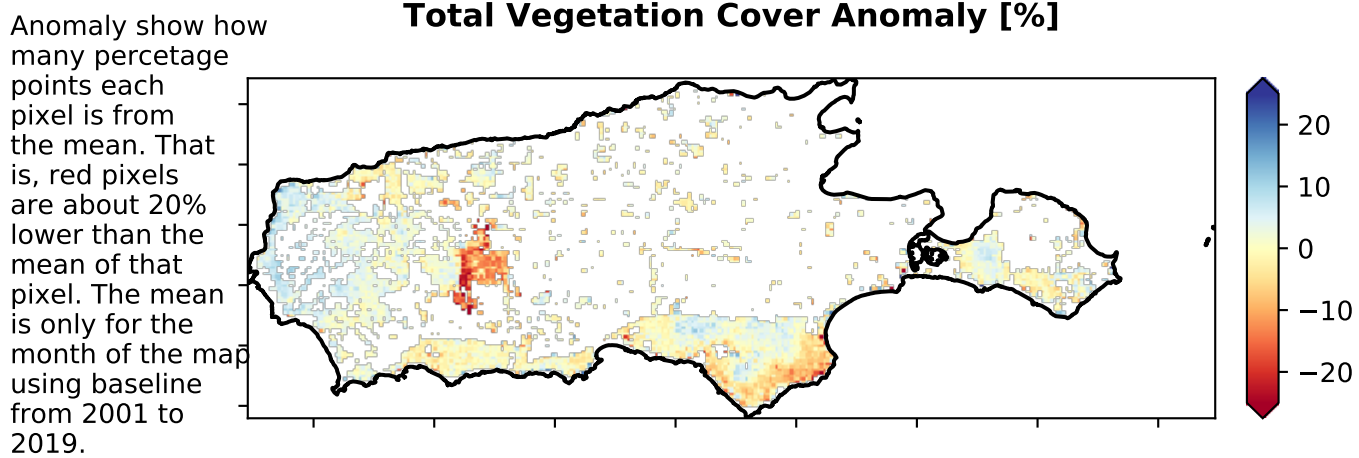 Total Vegetation Cover Anomaly [%]
Anomaly show how
many percetage
points each
pixel is from
the mean. That
is, red pixels
are about 20%
lower than the
mean of that
pixel. The mean
is only for the
month of the map
using baseline
from 2001 to
2019.
20
10
0
−10
−20